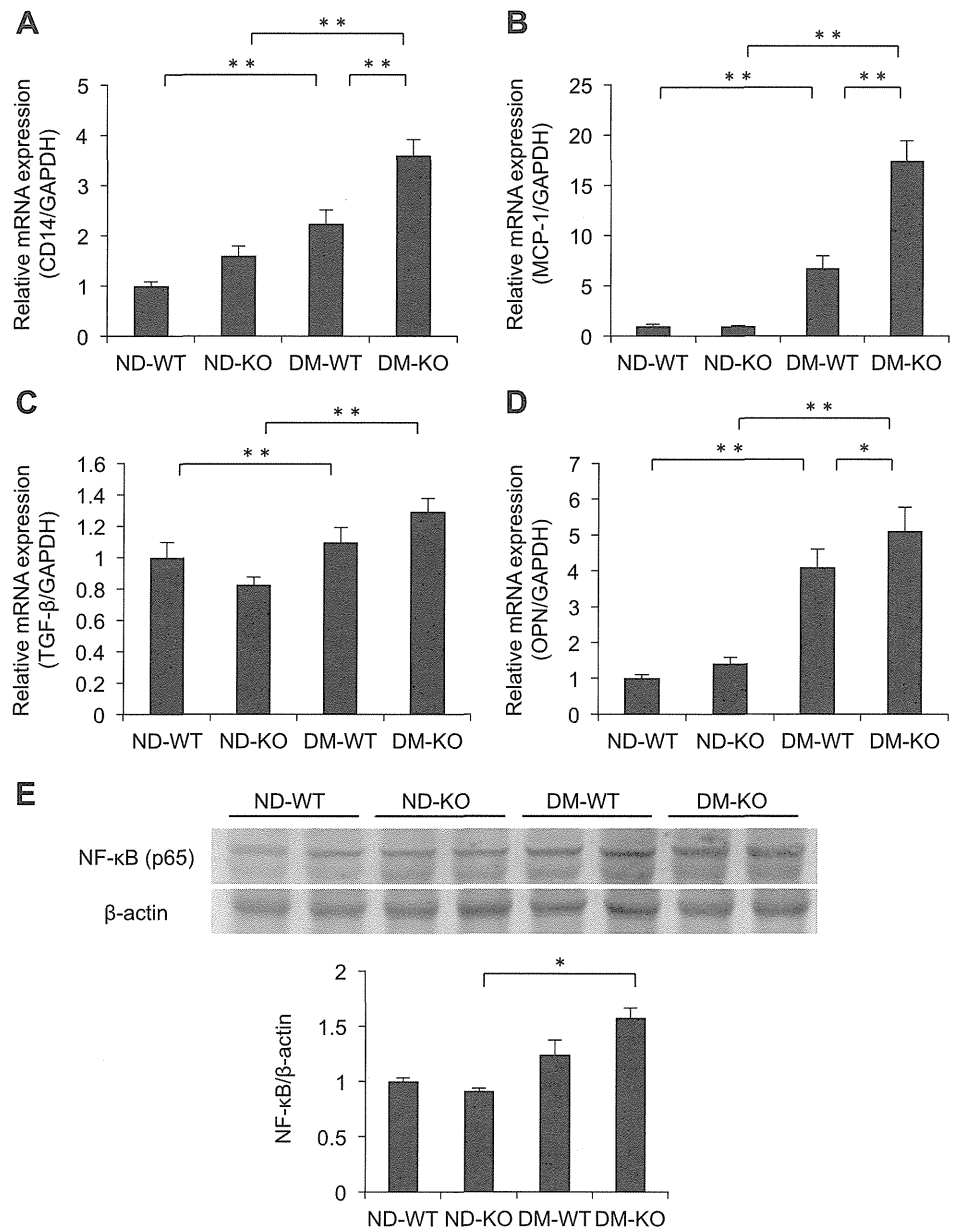 A
* *
* *
* *
Relative mRNA expression
(CD14/GAPDH)
5
4
3
2
1
0
ND-WT ND-KO DM-WT DM-KO
B
* *
* *
* *
Relative mRNA expression
(MCP-1/GAPDH)
25
20
15
10
5
0
ND-WT ND-KO DM-WT DM-KO
C
* *
* *
Relative mRNA expression
(TGF-β/GAPDH)
1.6
1.4
1.2
1
0.8
0.6
0.4
0.2
0
ND-WT ND-KO DM-WT DM-KO
D
* *
* *
*
Relative mRNA expression
(OPN/GAPDH)
7
6
5
4
3
2
1
0
ND-WT ND-KO DM-WT DM-KO
E
ND-WT ND-KO DM-WT DM-KO
NF-κB (p65)
β-actin
*
NF-κB/β-actin
2
1.5
1
0.5
0
ND-WT ND-KO DM-WT DM-KO